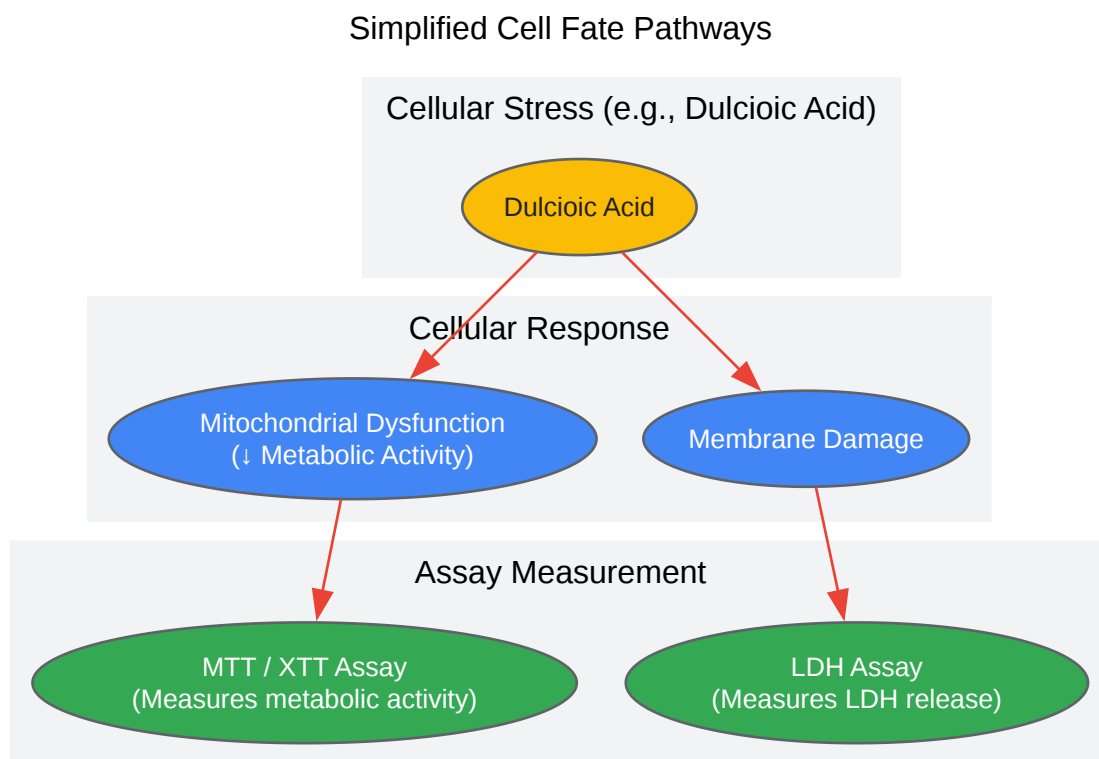 Simplified Cell Fate Pathways
Cellular Stress (e.g., Dulcioic Acid)
Dulcioic Acid
Cellular Response
Mitochondrial Dysfunction
(↓ Metabolic Activity)
Membrane Damage
Assay Measurement
MTT / XTT Assay
(Measures metabolic activity)
LDH Assay
(Measures LDH release)